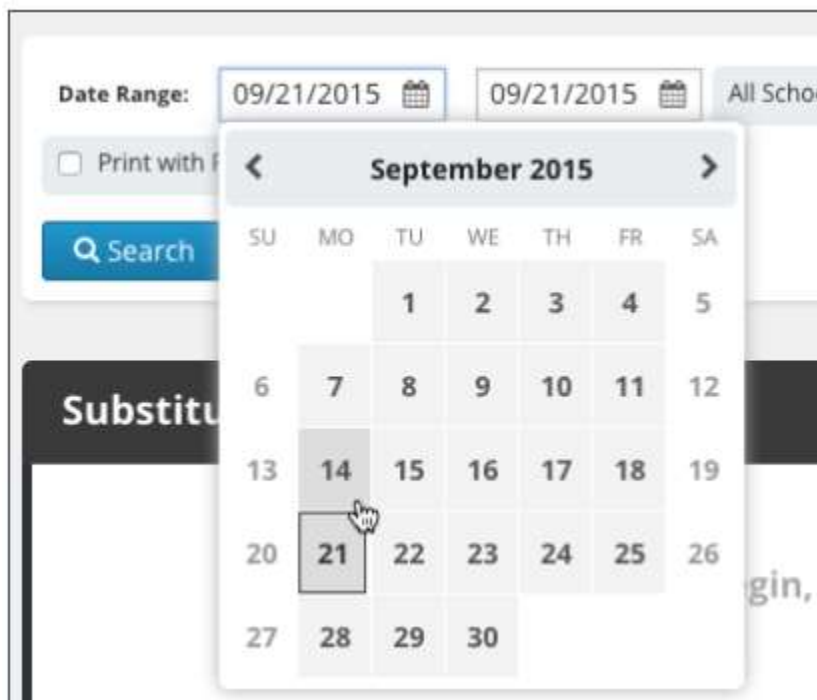 Date Range: 09/21/2015 09/21/2015 All Scho
Print with
September 2015
SU MO TU WE TH FR SA
Search
1 2 3 4 5
6 7 8 9 10 11 12
Substitu
13 14 15 16 17 18 19
20 21 22 23 24 25 26
gin,
27 28 29 30